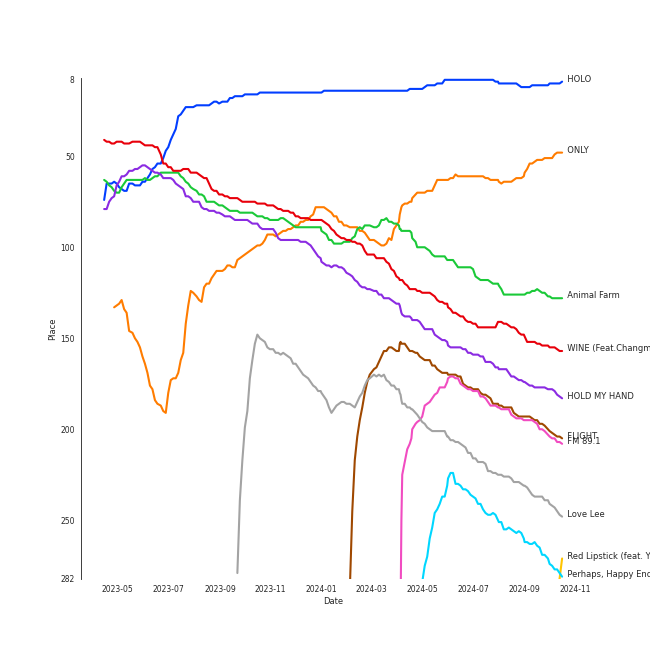 8
50
100
150
200
250
282
Place
2023-05
2023-07
2023-09
2023-11
2024-01
2024-03
2024-05
2024-07
2024-09
2024-11
Date
HOLO
ONLY
Animal Farm
WINE (Feat.Changm
HOLD MY HAND
FLIGHT
FM 89.1
Love Lee
Red Lipstick (feat. Y
Perhaps, Happy End